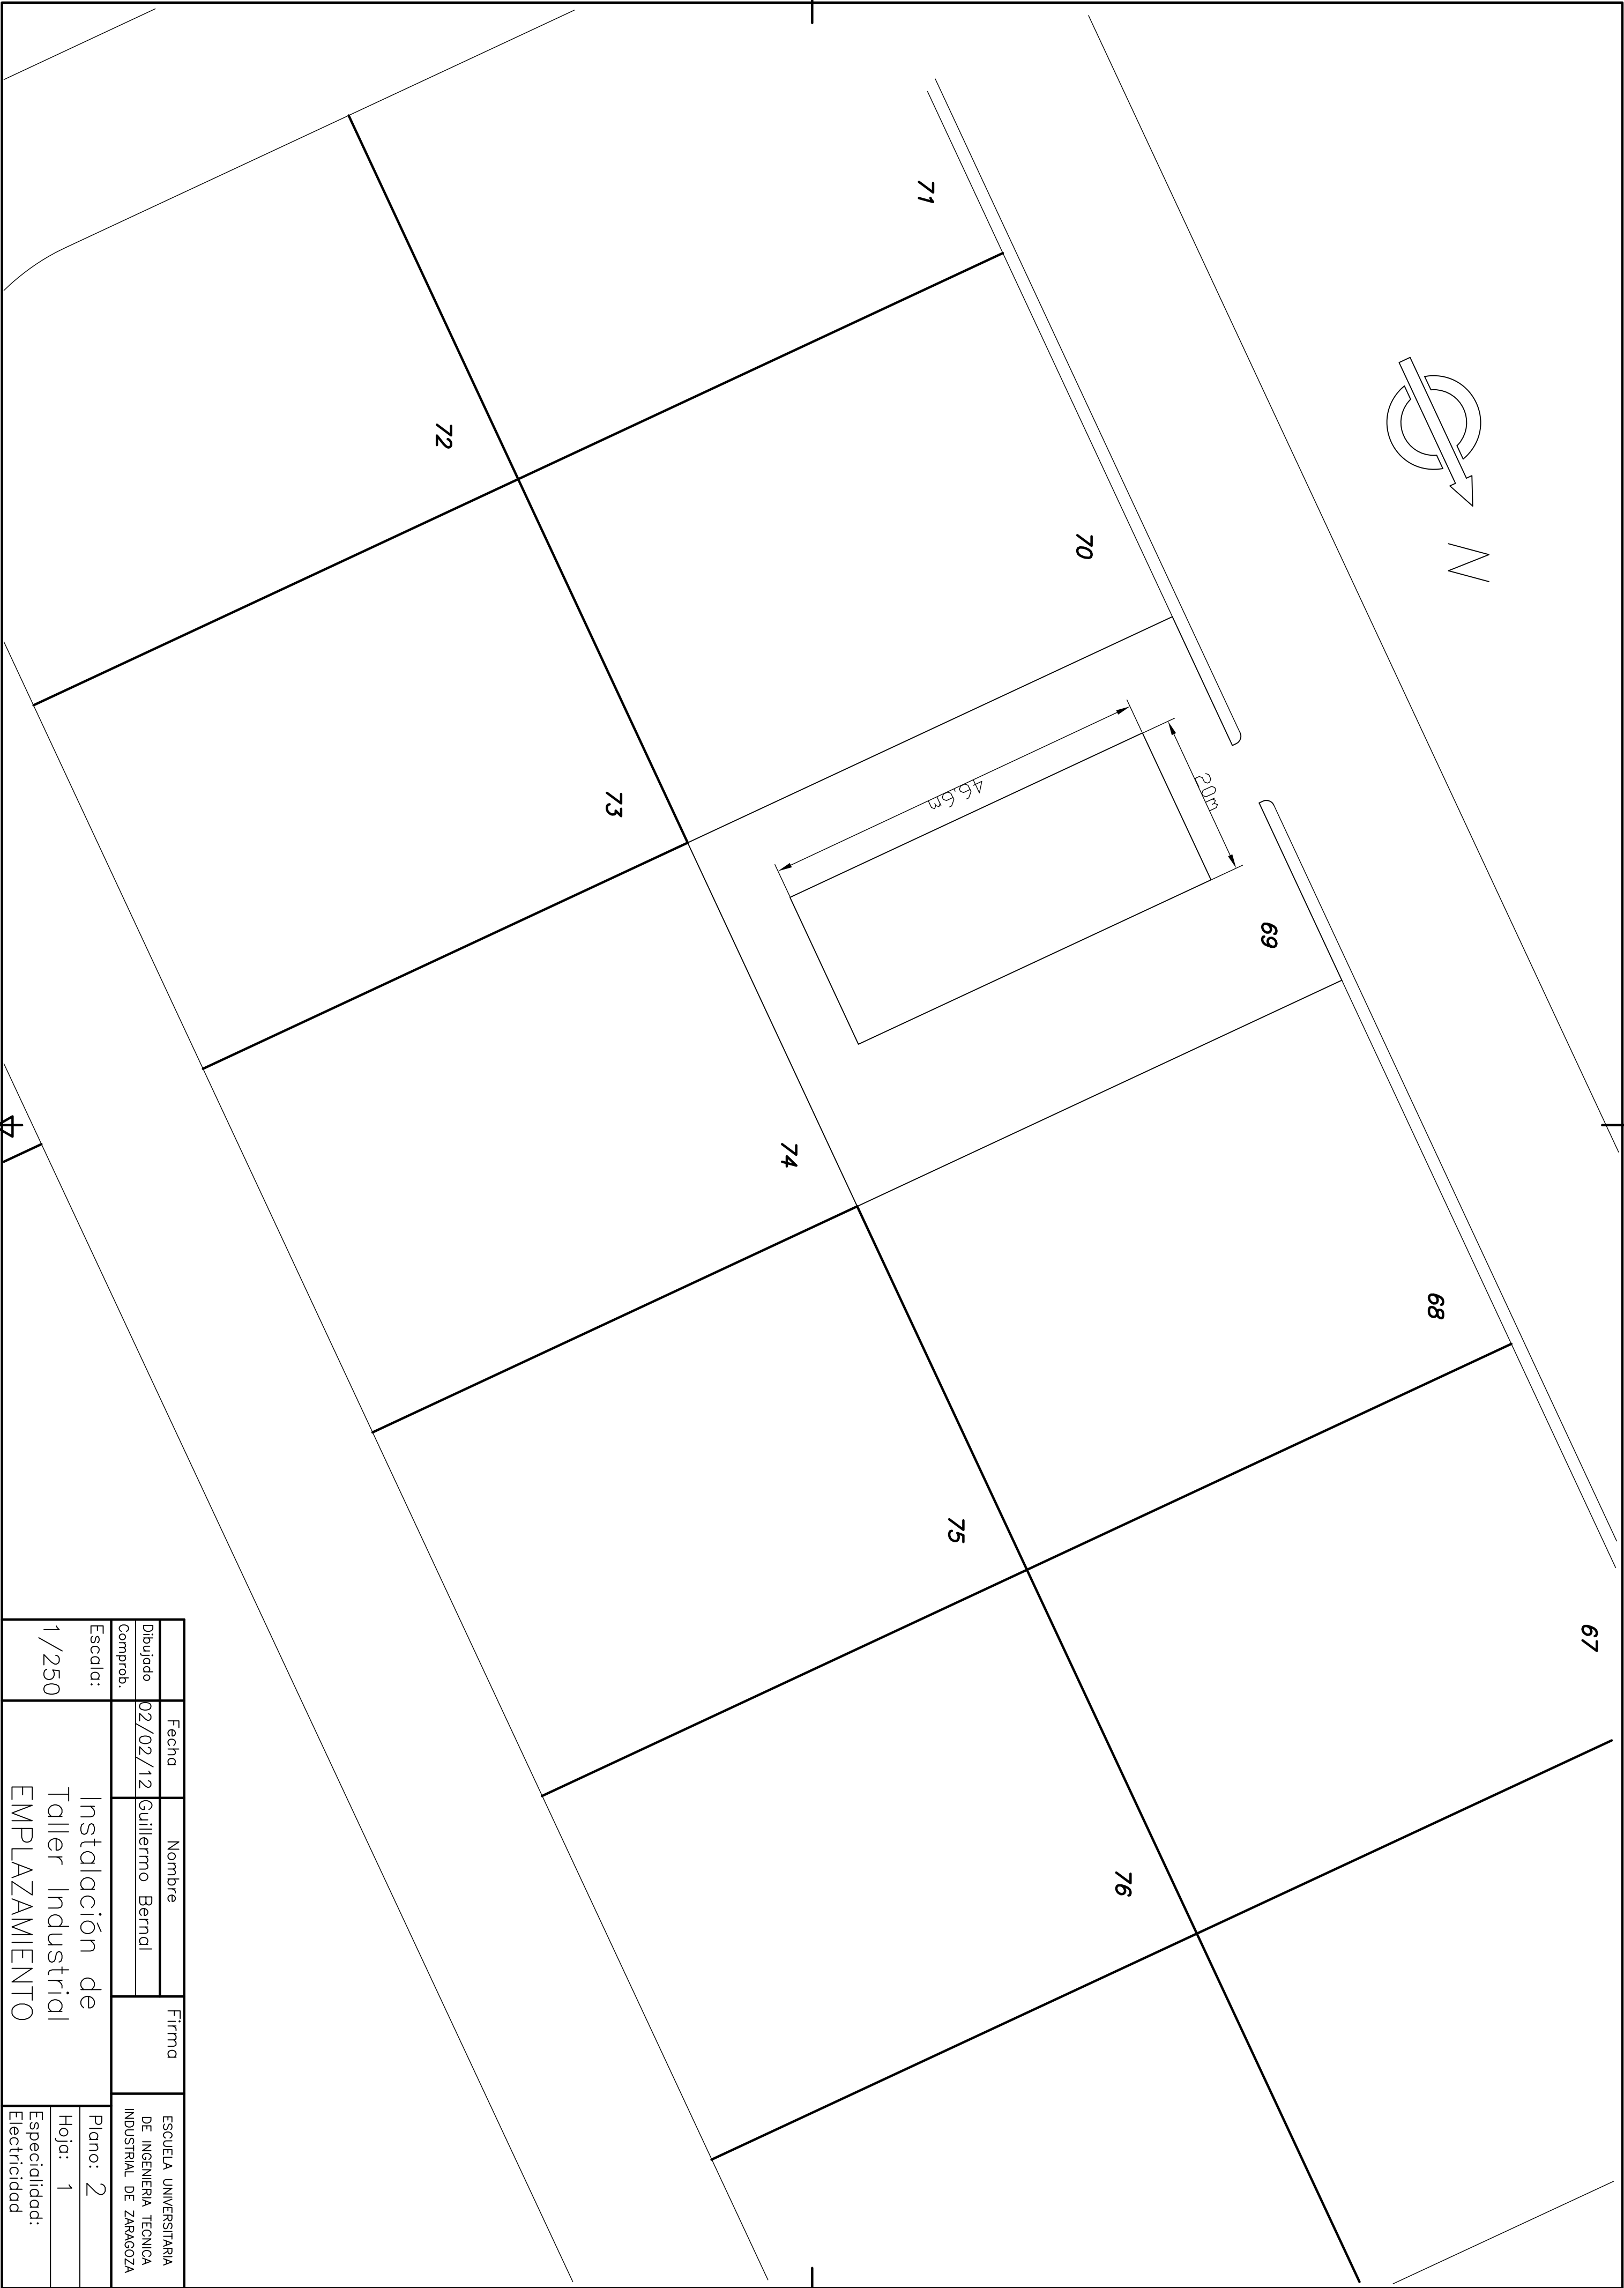 N
71
70
69
68
67
72
73
74
75
76
20m
46.6m
Fecha
Nombre
Firma
Dibujado
02/02/12
Guillermo Bernal
Comprob.
ESCUELA UNIVERSITARIA
DE INGENIERIA TECNICA
INDUSTRIAL DE ZARAGOZA
Escala:
1/250
Instalación de
Taller Industrial
EMPLAZAMIENTO
Plano: 2
Hoja: 1
Especialidad:
Electricidad